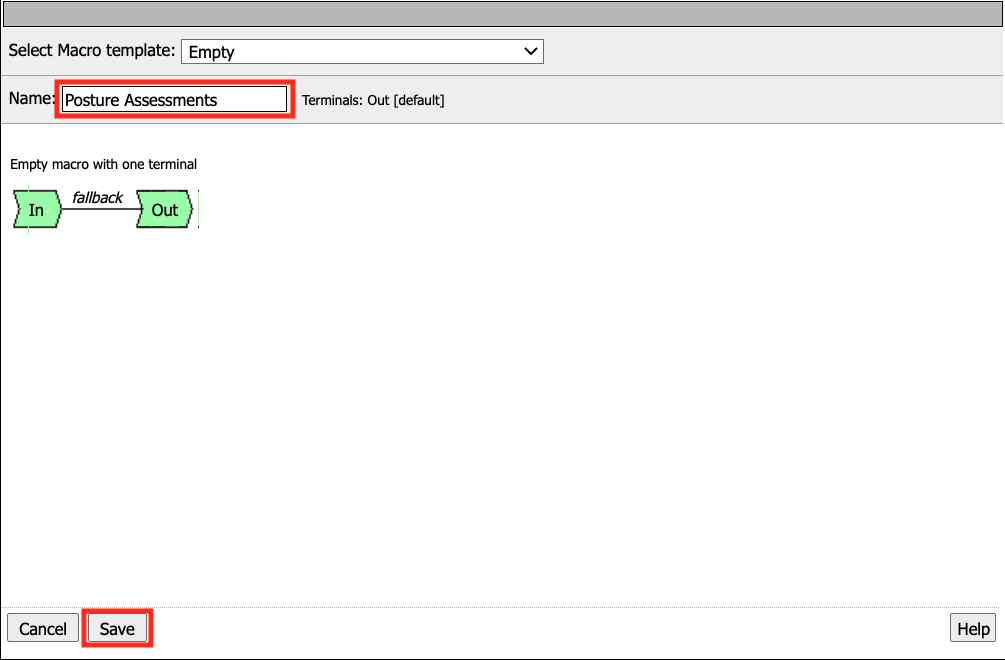 Select Macro template: Empty
Name: Posture Assessments Terminals: Out [default]
Empty macro with one terminal
In fallback Out
Cancel Save Help